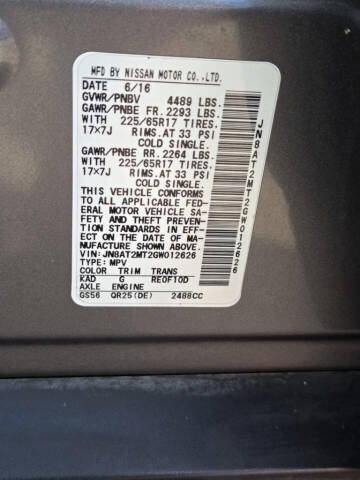 MFD BY NISSAN MOTOR CO.,LTD.
DATE 6/16
GVWR/PNBV 4489 LBS.
GAWR/PNBE FR. 2293 LBS.
WITH 225/65R17 TIRES,
17×7J RIMS.AT 33 PSI
COLD SINGLE.
GAWR/PNBE RR. 2264 LBS.
WITH 225/65R17 TIRES,
17×7J RIMS.AT 33 PSI
COLD SINGLE.
THIS VEHICLE CONFORMS
TO ALL APPLICABLE FED-
ERAL MOTOR VEHICLE SA-
FETY AND THEFT PREVEN-
TION STANDARDS IN EFF-
ECT ON THE DATE OF MA-
NUFACTURE SHOWN ABOVE.
VIN:JN8AT2MT2GW012626
TYPE: MPV
COLOR TRIM TRANS
KAD G RE0F10D
AXLE ENGINE
GS56 QR25(DE) 2488CC
JN8AT2MT2GW012626